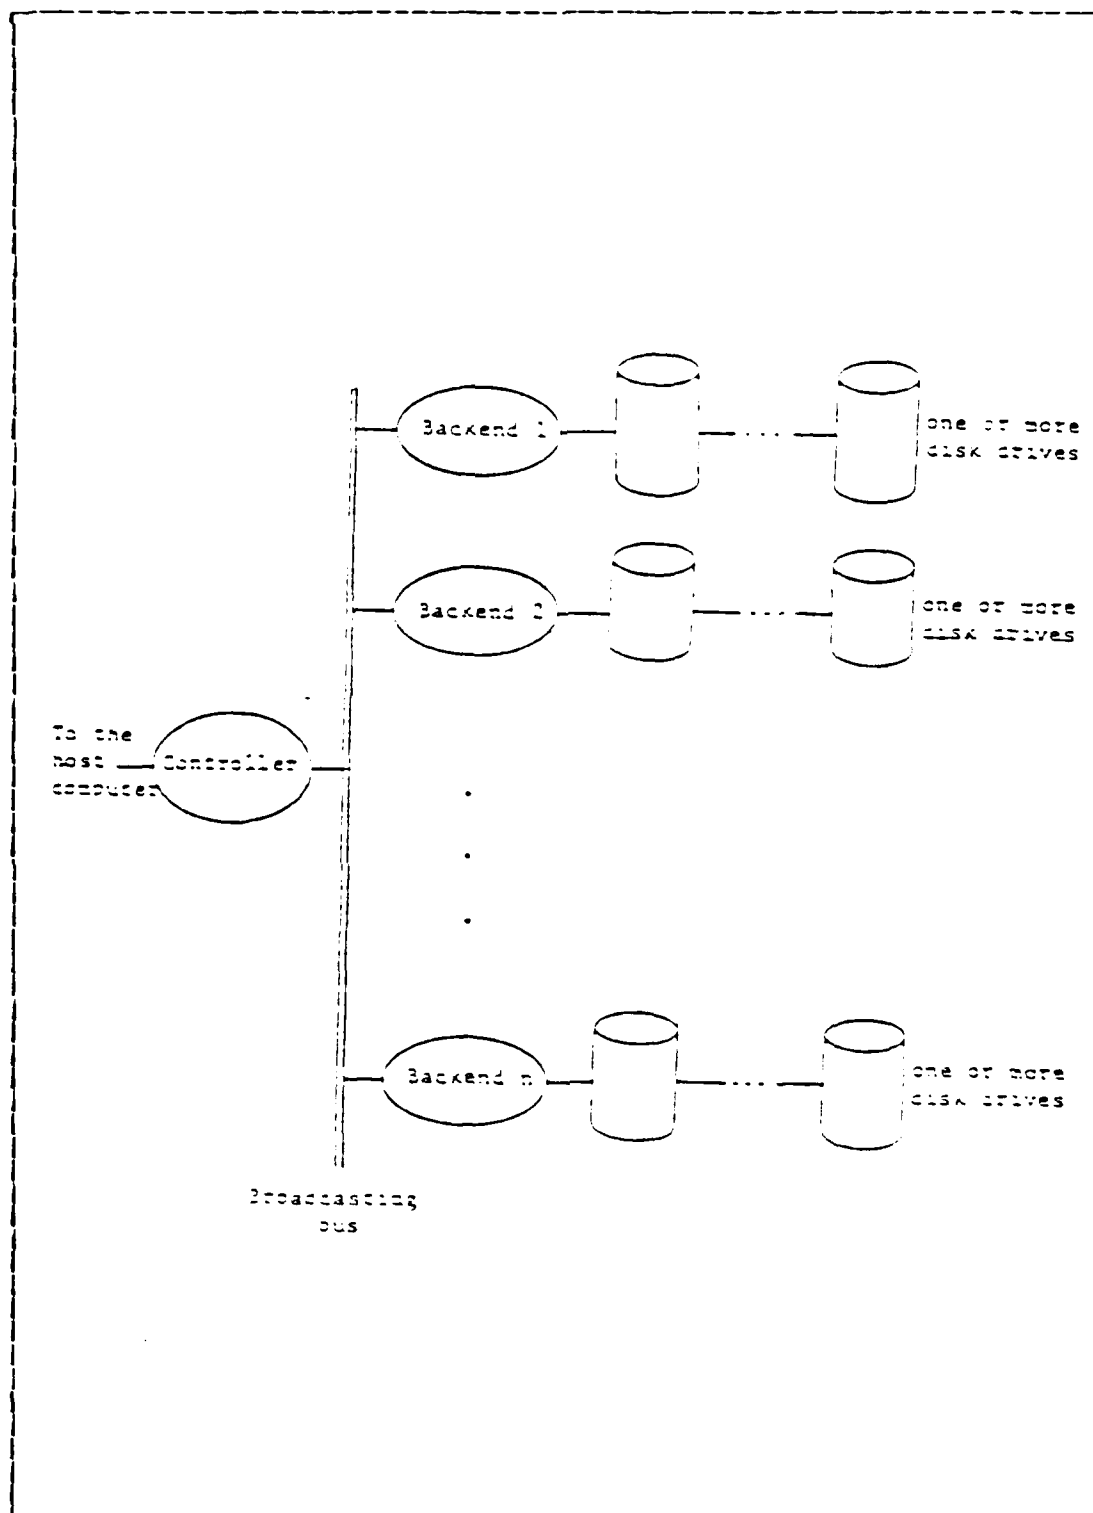 Backend 1
one or more
disk drives
Backend 2
one or more
disk drives
To the
host
computer
Controller
Backend n
one or more
disk drives
Broadcasting
bus